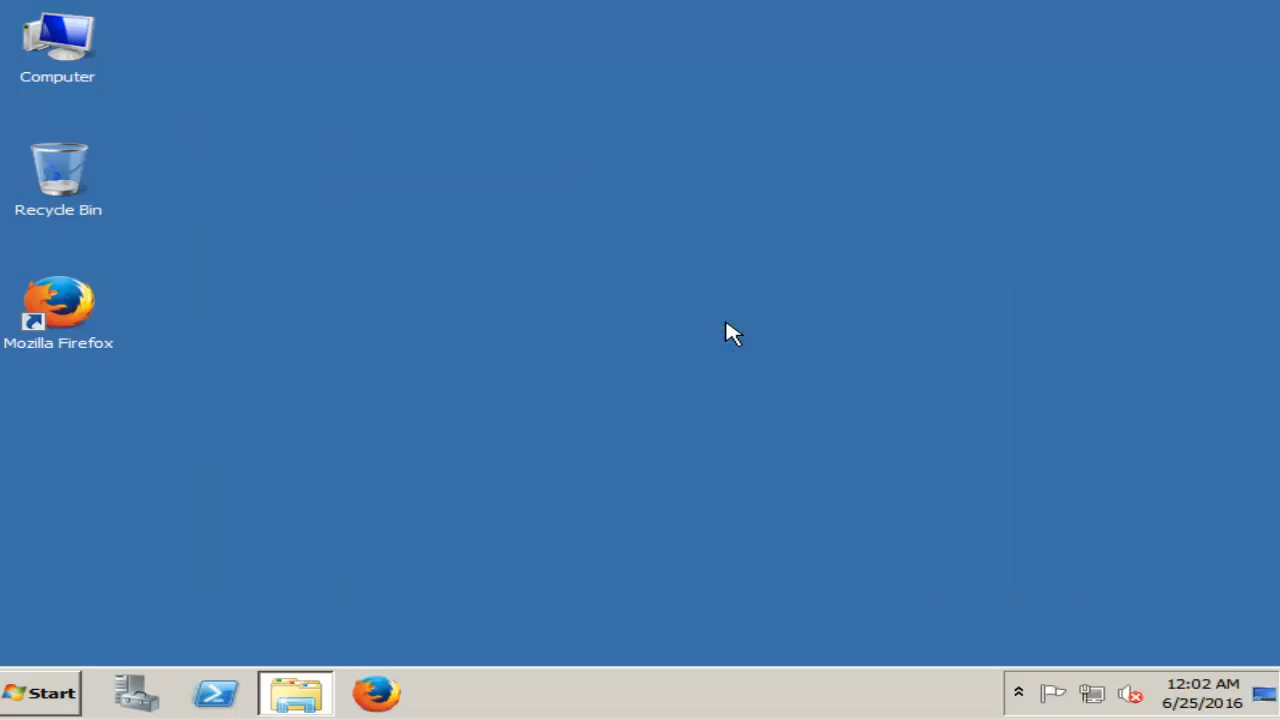 Computer
Recycle Bin
Mozilla Firefox
Start
12:02 AM
6/25/2016